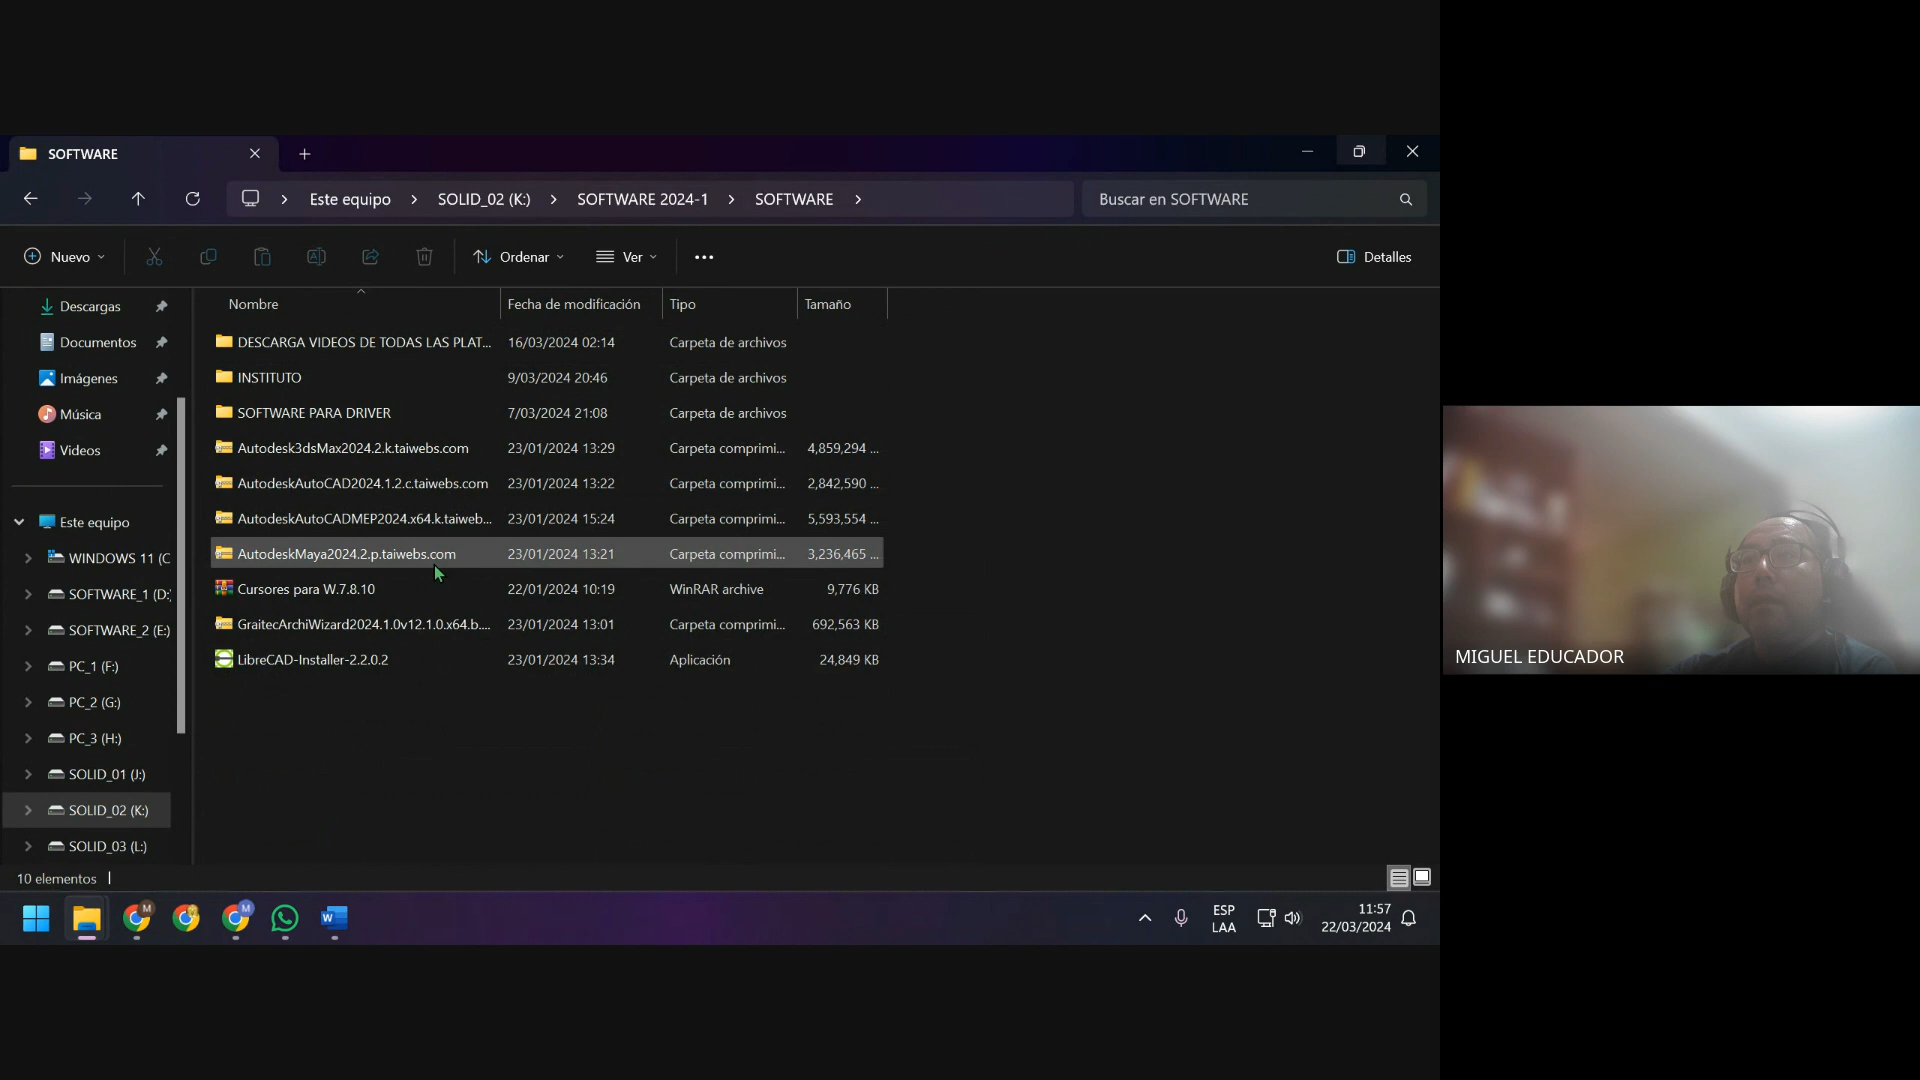 SOFTWARE
Este equipo > SOLID_02 (K:) > SOFTWARE 2024-1 > SOFTWARE >
Buscar en SOFTWARE
Nuevo
Ordenar
Ver
Detalles
Descargas
Documentos
Imágenes
Música
Videos
Este equipo
WINDOWS 11 (C
SOFTWARE_1 (D:
SOFTWARE_2 (E:)
PC_1 (F:)
PC_2 (G:)
PC_3 (H:)
SOLID_01 (J:)
SOLID_02 (K:)
SOLID_03 (L:)
Nombre Fecha de modificación Tipo Tamaño
DESCARGA VIDEOS DE TODAS LAS PLAT... 16/03/2024 02:14 Carpeta de archivos
INSTITUTO 9/03/2024 20:46 Carpeta de archivos
SOFTWARE PARA DRIVER 7/03/2024 21:08 Carpeta de archivos
Autodesk3dsMax2024.2.k.taiwebs.com 23/01/2024 13:29 Carpeta comprimi... 4,859,294 ...
AutodeskAutoCAD2024.1.2.c.taiwebs.com 23/01/2024 13:22 Carpeta comprimi... 2,842,590 ...
AutodeskAutoCADMEP2024.x64.k.taiweb... 23/01/2024 15:24 Carpeta comprimi... 5,593,554 ...
AutodeskMaya2024.2.p.taiwebs.com 23/01/2024 13:21 Carpeta comprimi... 3,236,465 ...
Cursores para W.7.8.10 22/01/2024 10:19 WinRAR archive 9,776 KB
GraitecArchiWizard2024.1.0v12.1.0.x64.b.... 23/01/2024 13:01 Carpeta comprimi... 692,563 KB
LibreCAD-Installer-2.2.0.2 23/01/2024 13:34 Aplicación 24,849 KB
10 elementos
ESP
LAA
11:57
22/03/2024
MIGUEL EDUCADOR